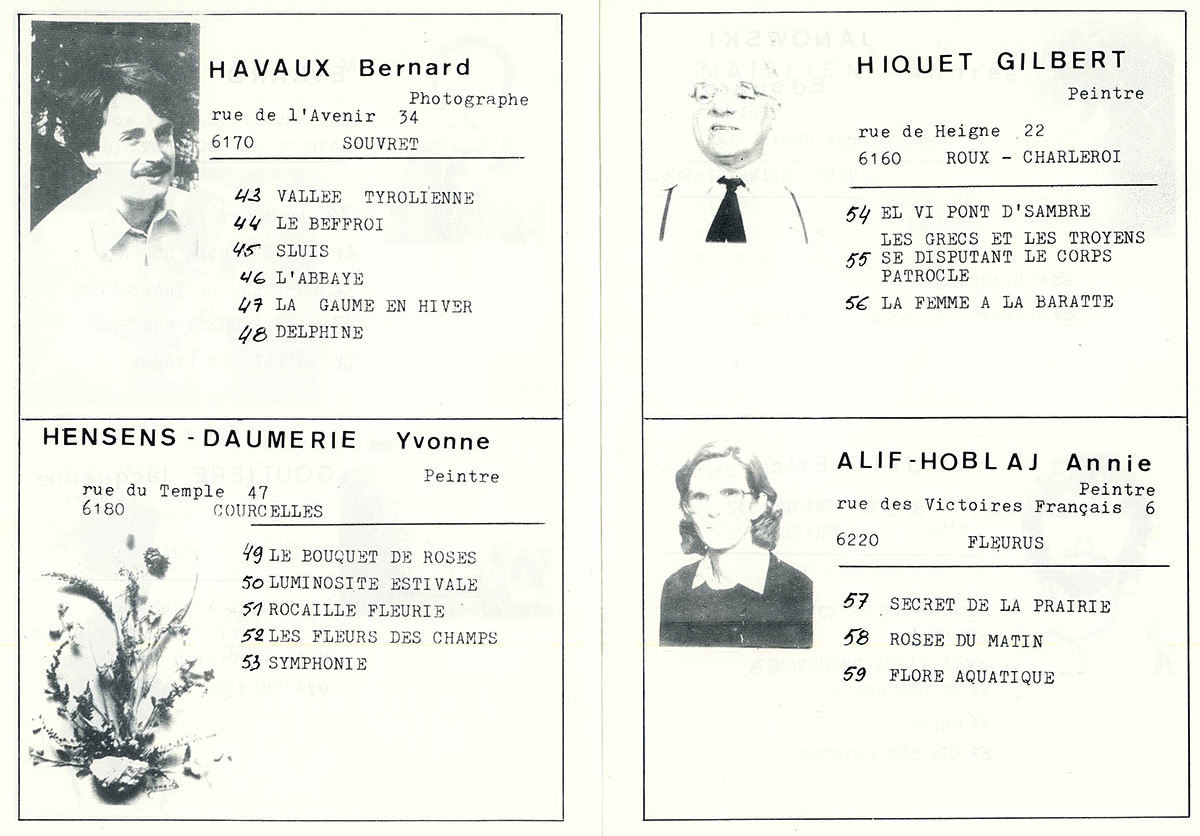 HAVAUX Bernard
Photographe
rue de l'Avenir 34
6170 SOUVRET
43 VALLEE TYROLIENNE
44 LE BEFFROI
45 SLUIS
46 L'ABBAYE
47 LA GAUME EN HIVER
48 DELPHINE
HENSENS-DAUMERIE Yvonne
Peintre
rue du Temple 47
6180 COURCELLES
49 LE BOUQUET DE ROSES
50 LUMINOSITE ESTIVALE
51 ROCAILLE FLEURIE
52 LES FLEURS DES CHAMPS
53 SYMPHONIE
HIQUET GILBERT
Peintre
rue de Heigne 22
6160 ROUX - CHARLEROI
54 EL VI PONT D'SAMBRE
LES GRECS ET LES TROYENS
55 SE DISPUTANT LE CORPS
PATROCLE
56 LA FEMME A LA BARATTE
ALIF-HOBLAJ Annie
Peintre
rue des Victoires Français 6
6220 FLEURUS
57 SECRET DE LA PRAIRIE
58 ROSEE DU MATIN
59 FLORE AQUATIQUE